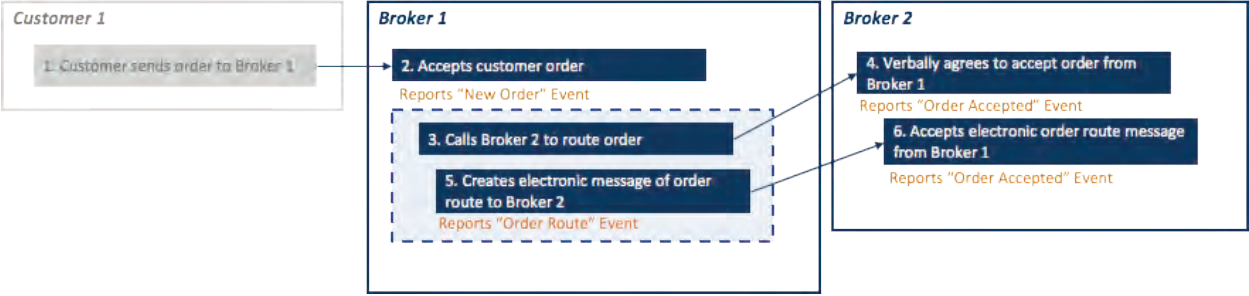 Customer 1
1. Customer sends order to Broker 1
Broker 1
2. Accepts customer order
Reports "New Order" Event
3. Calls Broker 2 to route order
5. Creates electronic message of order
route to Broker 2
Reports "Order Route" Event
Broker 2
4. Verbally agrees to accept order from
Broker 1
Reports "Order Accepted" Event
6. Accepts electronic order route message
from Broker 1
Reports "Order Accepted" Event